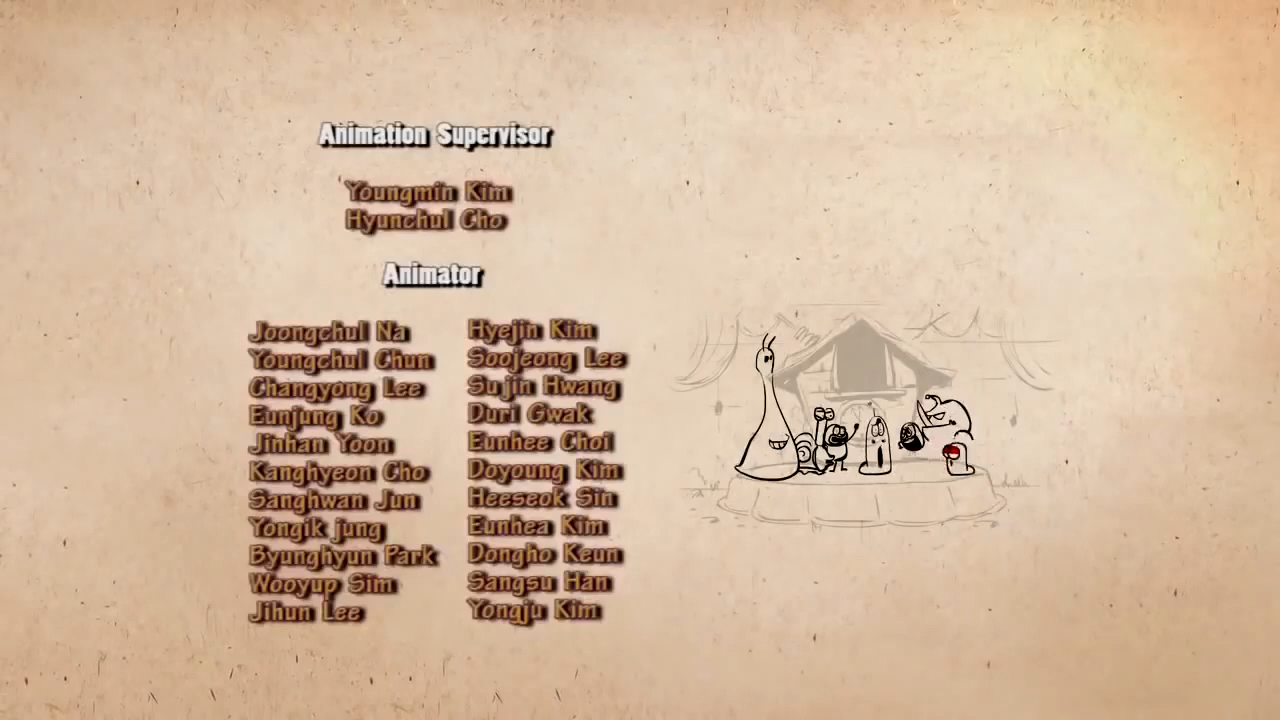 Animation Supervisor
Youngmin Kim
Hyunchul Cho
Animator
Joongchul Na
Youngchul Chun
Changyong Lee
Eunjung Ko
Jinhan Yoon
Kanghyeon Cho
Sanghwan Jun
Yongik jung
Byunghyun Park
Wooyup Sim
Jihun Lee
Hyejin Kim
Soojeong Lee
Sujin Hwang
Duri Gwak
Eunhee Choi
Doyoung Kim
Heeseok Sin
Eunhea Kim
Dongho Keun
Sangsu Han
Yongju Kim